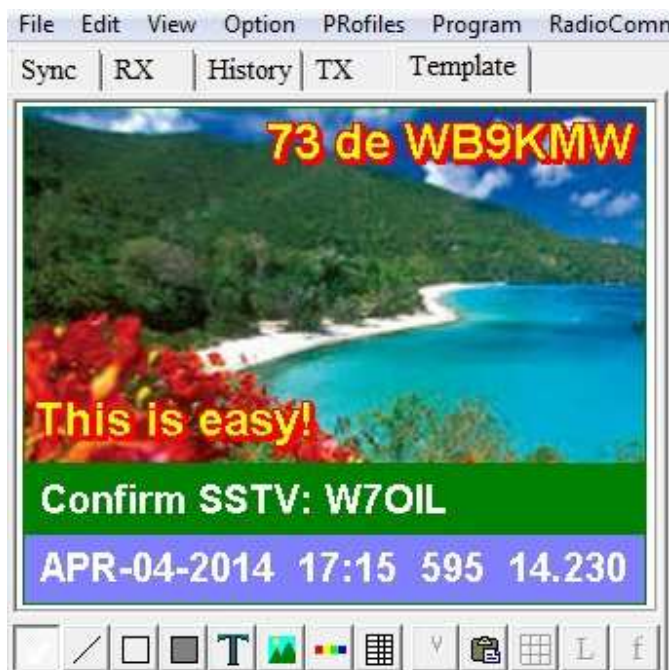 File Edit View Option PRofiles Program RadioComm
Sync RX History TX Template
73 de WB9KMW
This is easy!
Confirm SSTV: W7OIL
APR-04-2014 17:15 595 14.230
T V L f